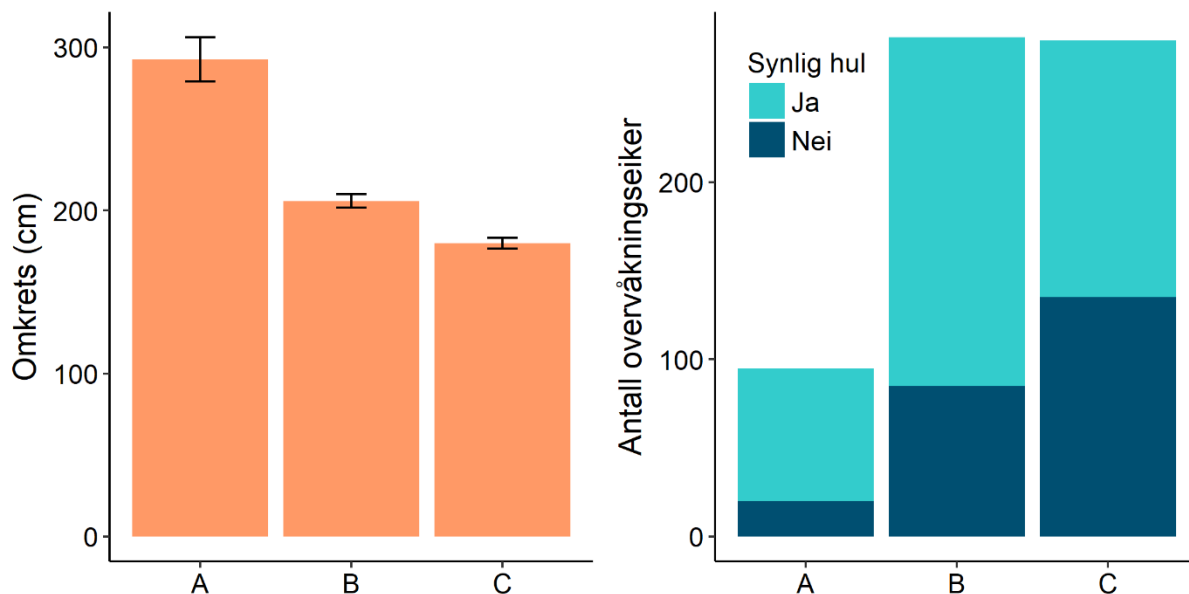 Omkrets (cm)
300
200
100
0
A B C
Antall overvåkningseiker
200
100
0
Synlig hul
Ja
Nei
A B C